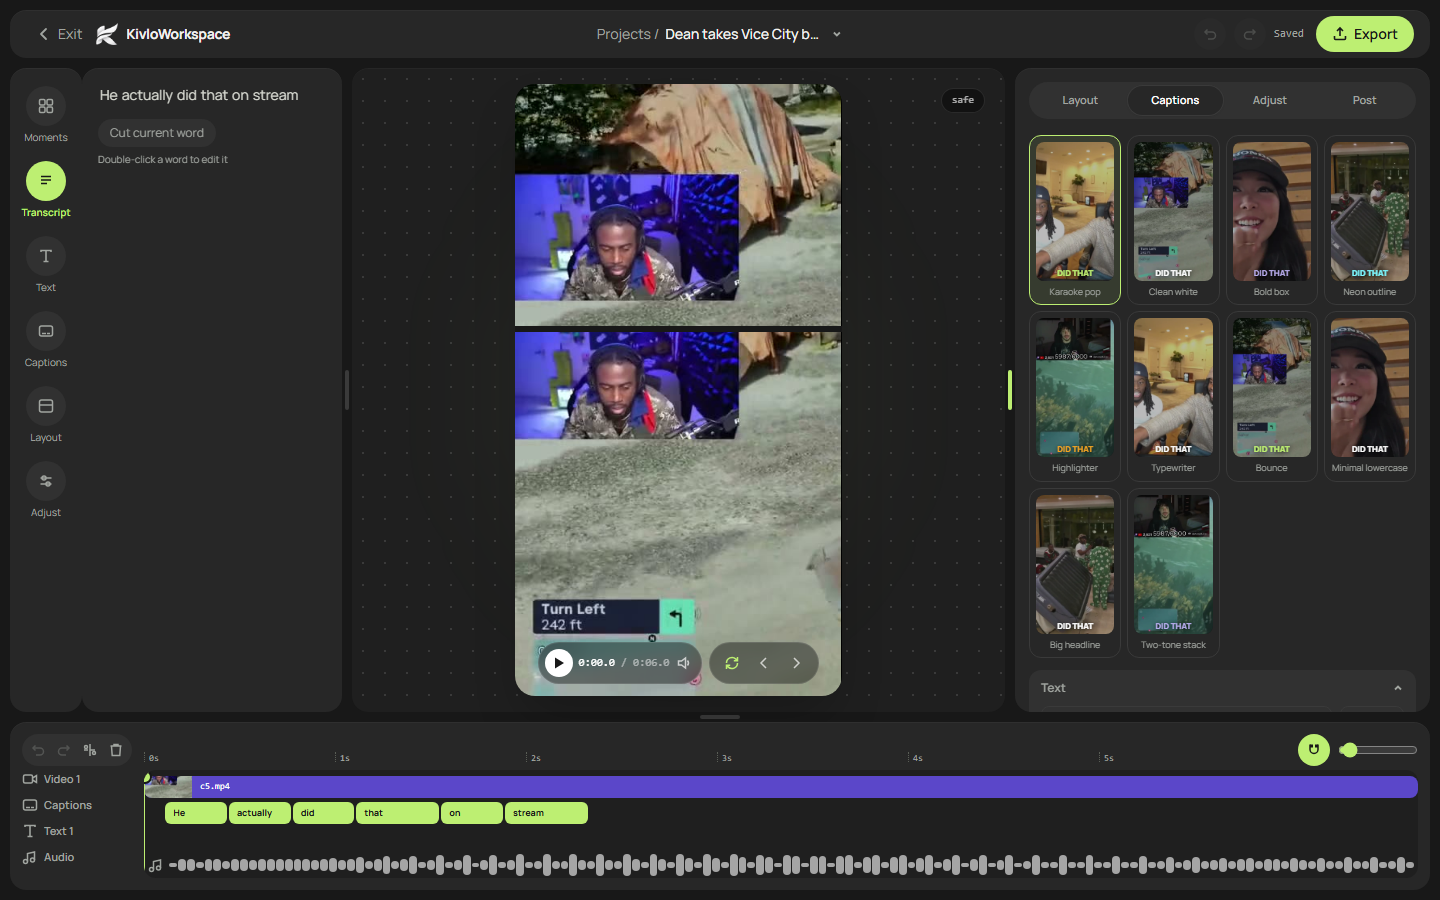 Exit
KivloWorkspace
Projects / Dean takes Vice City b...
Saved
Export
Moments
Transcript
Text
Captions
Layout
Adjust
He actually did that on stream
Cut current word
Double-click a word to edit it
safe
Turn Left
242 ft
0:00.0 / 0:06.0
Layout
Captions
Adjust
Post
DID THAT
DID THAT
DID THAT
DID THAT
Karaoke pop
Clean white
Bold box
Neon outline
DID THAT
DID THAT
DID THAT
DID THAT
Highlighter
Typewriter
Bounce
Minimal lowercase
DID THAT
DID THAT
Big headline
Two-tone stack
Text
0s
1s
2s
3s
4s
5s
Video 1
c5.mp4
Captions
He
actually
did
that
on
stream
Text 1
Audio